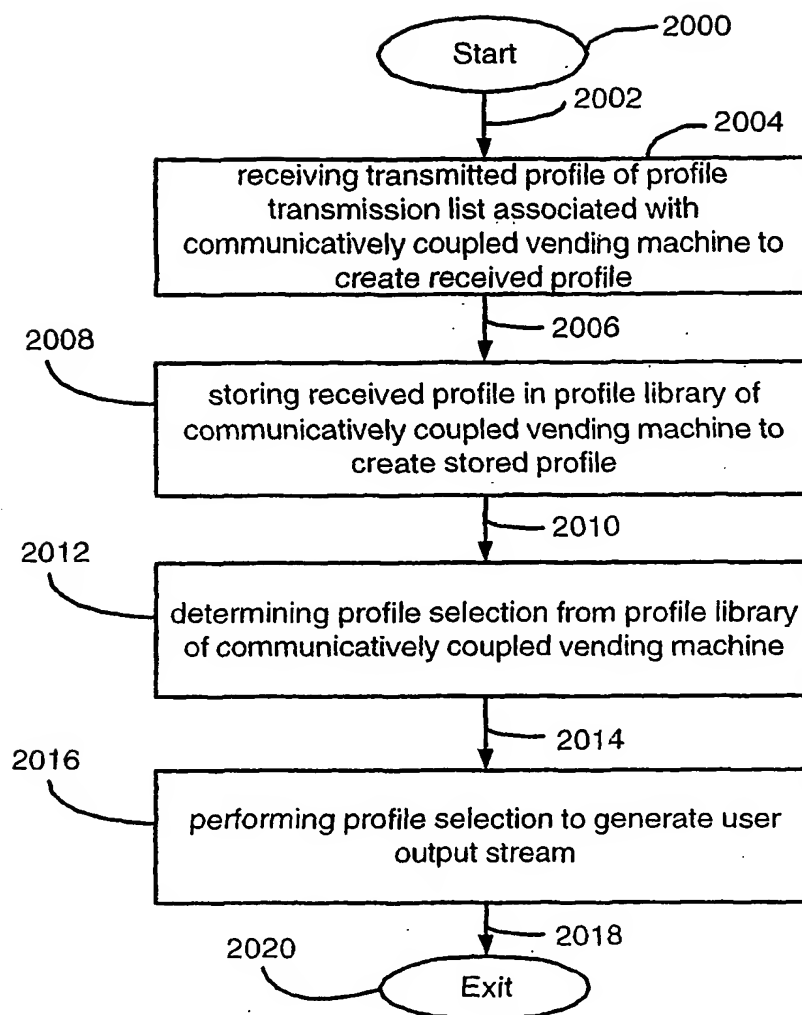 2000
Start
2002
2004
receiving transmitted profile of profile
transmission list associated with
communicatively coupled vending machine to
create received profile
2006
2008
storing received profile in profile library of
communicatively coupled vending machine to
create stored profile
2010
2012
determining profile selection from profile library
of communicatively coupled vending machine
2014
2016
performing profile selection to generate user
output stream
2018
2020
Exit